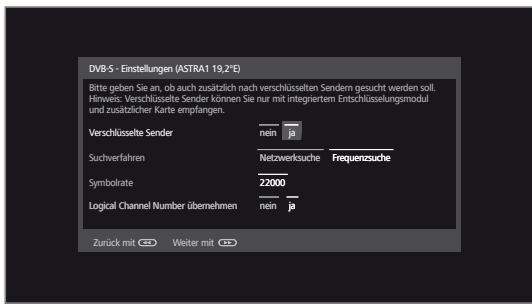 DVB-S - Einstellungen (ASTRA1 19,2°E)
Bitte geben Sie an, ob auch zusätzlich nach verschlüsselten Sendern gesucht werden soll.
Hinweis: Verschlüsselte Sender können Sie nur mit integriertem Entschlüsselungsmodul
und zusätzlicher Karte empfangen.
Verschlüsselte Sender nein ja
Suchverfahren Netzwerksuche Frequenzsuche
Symbolrate 22000
Logical Channel Number übernehmen nein ja
Zurück mit Weiter mit